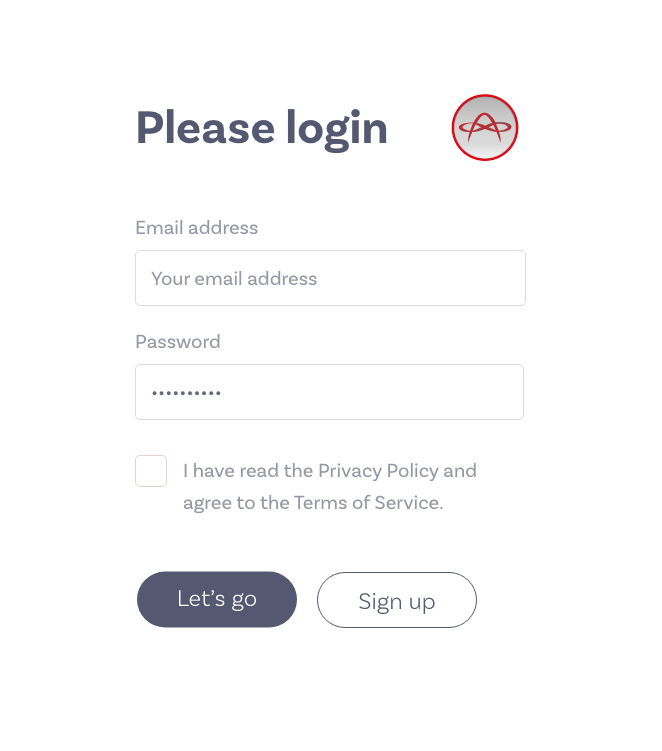 Please login
Email address
Your email address
Password
••••••••••
I have read the Privacy Policy and
agree to the Terms of Service.
Let’s go
Sign up